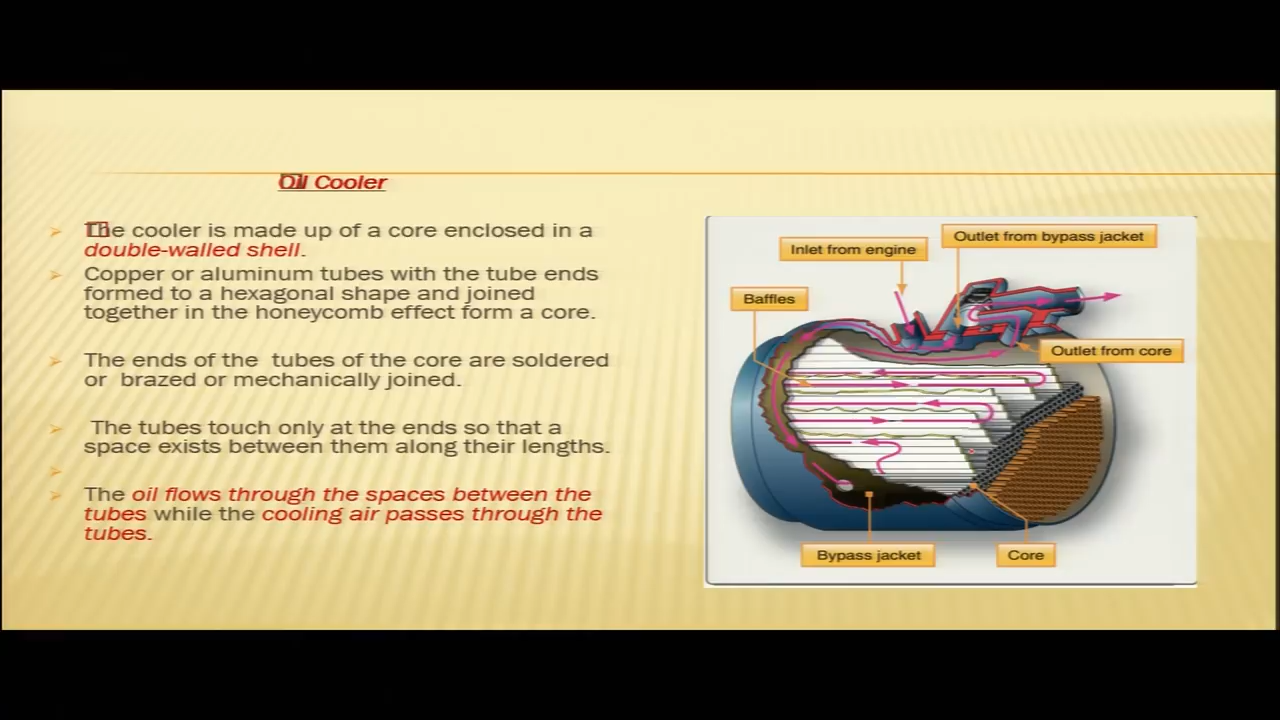 Oil Cooler
The cooler is made up of a core enclosed in a
double-walled shell.
Copper or aluminum tubes with the tube ends
formed to a hexagonal shape and joined
together in the honeycomb effect form a core.
The ends of the tubes of the core are soldered
or brazed or mechanically joined.
The tubes touch only at the ends so that a
space exists between them along their lengths.
The oil flows through the spaces between the
tubes while the cooling air passes through the
tubes.
Outlet from bypass jacket
Inlet from engine
Baffles
Outlet from core
Bypass jacket
Core